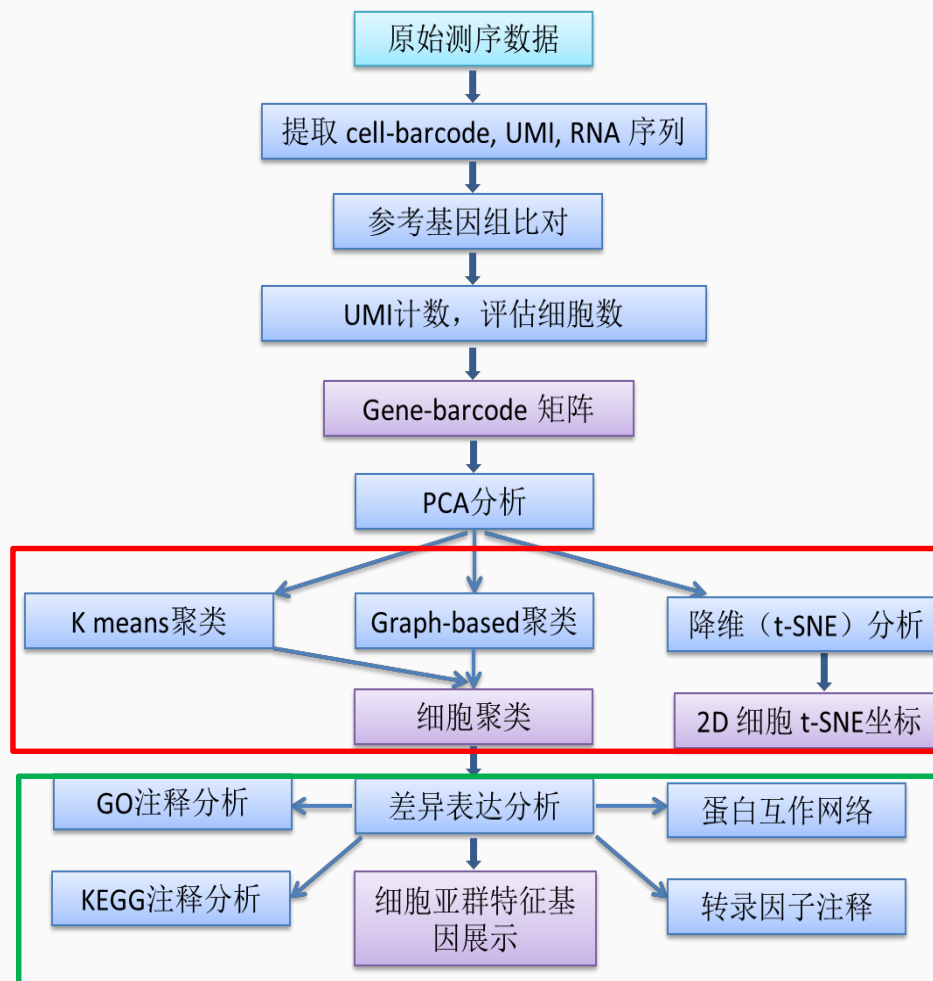 原始测序数据
提取 cell-barcode, UMI, RNA 序列
参考基因组比对
UMI计数，评估细胞数
Gene-barcode 矩阵
PCA分析
K means聚类
Graph-based聚类
降维（t-SNE）分析
细胞聚类
2D 细胞 t-SNE坐标
GO注释分析
差异表达分析
蛋白互作网络
KEGG注释分析
细胞亚群特征基
因展示
转录因子注释